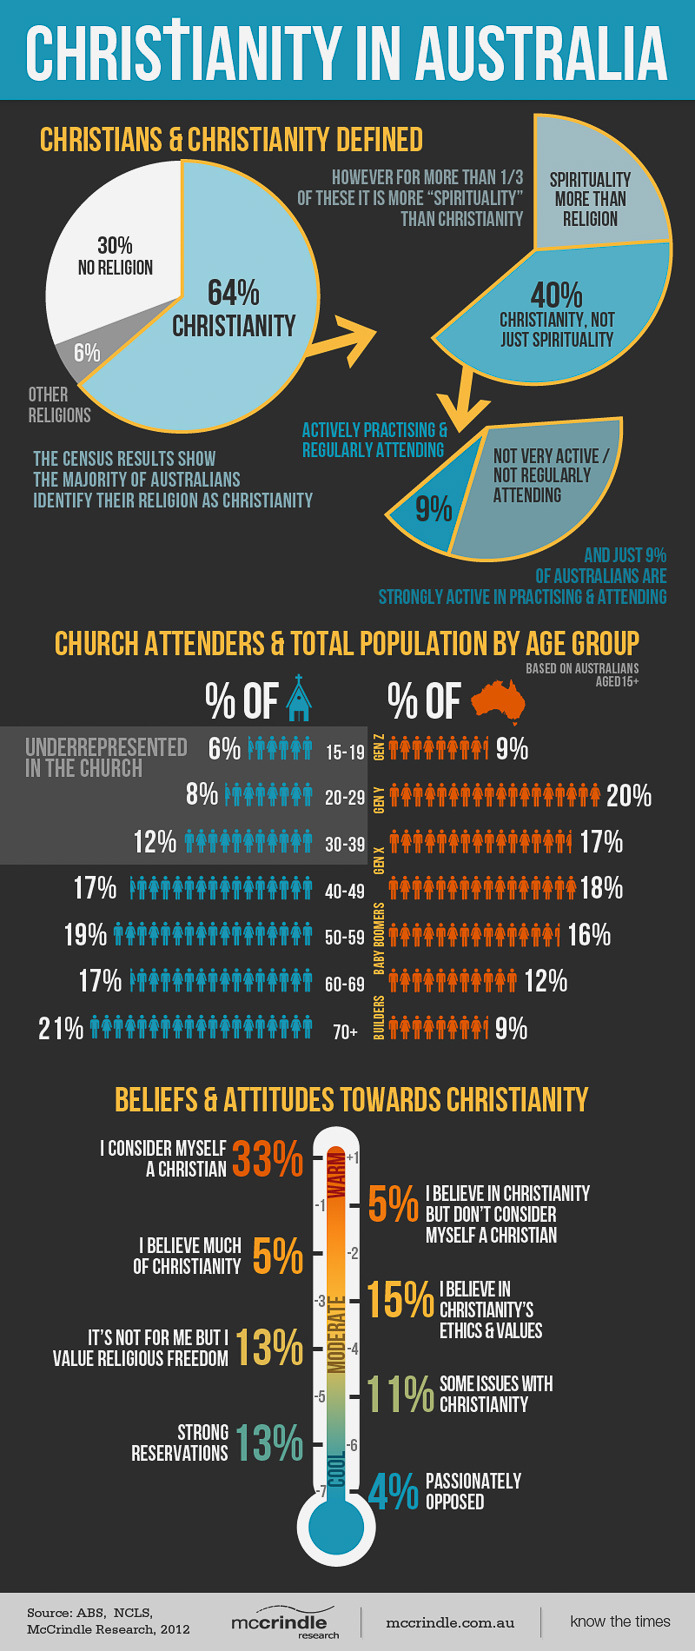 CHRISTIANITY IN AUSTRALIA
CHRISTIANS & CHRISTIANITY DEFINED
30%
NO RELIGION
64%
CHRISTIANITY
6%
OTHER
RELIGIONS
THE CENSUS RESULTS SHOW
THE MAJORITY OF AUSTRALIANS
IDENTIFY THEIR RELIGION AS CHRISTIANITY
HOWEVER FOR MORE THAN 1/3
OF THESE IT IS MORE "SPIRITUALITY"
THAN CHRISTIANITY
SPIRITUALITY
MORE THAN
RELIGION
40%
CHRISTIANITY, NOT
JUST SPIRITUALITY
ACTIVELY PRACTISING &
REGULARLY ATTENDING
9%
NOT VERY ACTIVE /
NOT REGULARLY
ATTENDING
AND JUST 9%
OF AUSTRALIANS ARE
STRONGLY ACTIVE IN PRACTISING & ATTENDING
CHURCH ATTENDERS & TOTAL POPULATION BY AGE GROUP
BASED ON AUSTRALIANS
AGED 15+
% OF
% OF
UNDERREPRESENTED
IN THE CHURCH
6% 15-19 GEN Z 9%
8% 20-29 GEN Y 20%
12% 30-39 GEN X 17%
17% 40-49 18%
19% 50-59 BABY BOOMERS 16%
17% 60-69 12%
21% 70+ BUILDERS 9%
BELIEFS & ATTITUDES TOWARDS CHRISTIANITY
I CONSIDER MYSELF
A CHRISTIAN
33%
WARM
+1
-1
5%
I BELIEVE IN CHRISTIANITY
BUT DON'T CONSIDER
MYSELF A CHRISTIAN
I BELIEVE MUCH
OF CHRISTIANITY
5%
-2
-3
15%
I BELIEVE IN
CHRISTIANITY'S
ETHICS & VALUES
IT'S NOT FOR ME BUT I
VALUE RELIGIOUS FREEDOM
13%
MODERATE
-4
-5
11%
SOME ISSUES WITH
CHRISTIANITY
STRONG
RESERVATIONS
13%
-6
COOL
-7
4%
PASSIONATELY
OPPOSED
Source: ABS, NCLS,
McCrindle Research, 2012
mccrindle
research
mccrindle.com.au
know the times